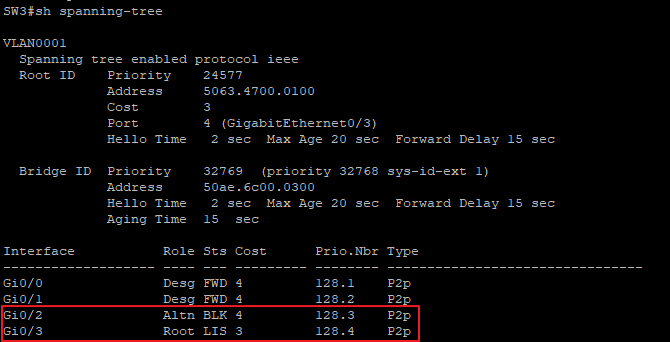 SW3#sh spanning-tree
VLAN0001
Spanning tree enabled protocol ieee
Root ID Priority 24577
Address 5063.4700.0100
Cost 3
Port 4 (GigabitEthernet0/3)
Hello Time 2 sec Max Age 20 sec Forward Delay 15 sec
Bridge ID Priority 32769 (priority 32768 sys-id-ext 1)
Address 50ae.6c00.0300
Hello Time 2 sec Max Age 20 sec Forward Delay 15 sec
Aging Time 15 sec
Interface Role Sts Cost Prio.Nbr Type
------------------- ---- --- --------- -------- --------------------------------
Gi0/0 Desg FWD 4 128.1 P2p
Gi0/1 Desg FWD 4 128.2 P2p
Gi0/2 Altn BLK 4 128.3 P2p
Gi0/3 Root LIS 3 128.4 P2p